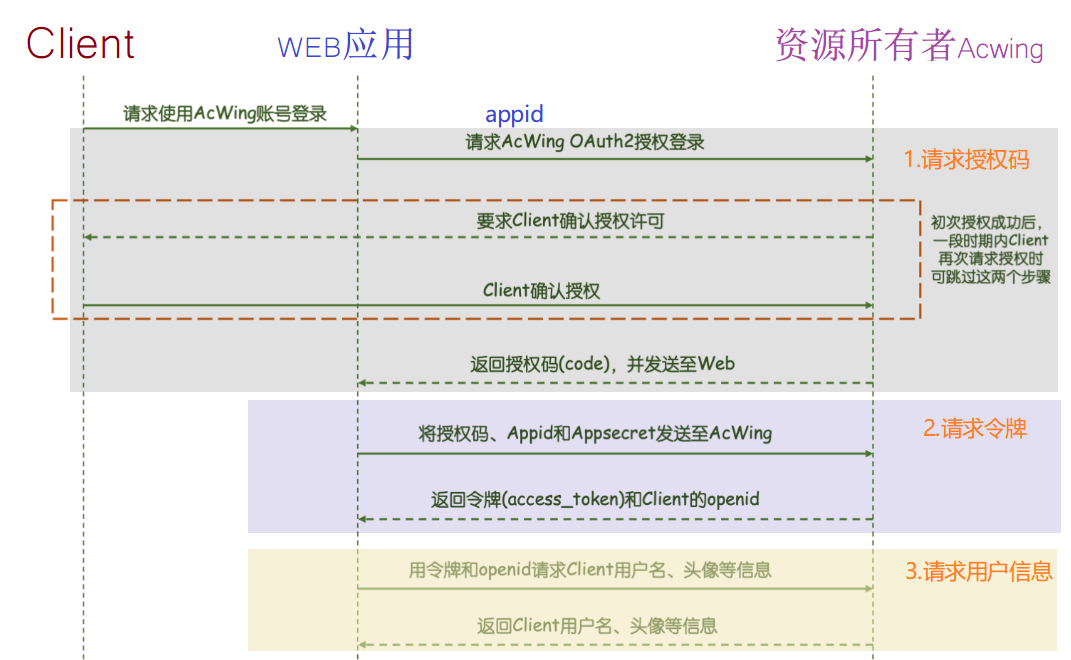 Client
WEB应用
资源所有者Acwing
请求使用AcWing账号登录
appid
请求AcWing OAuth2授权登录
1.请求授权码
要求Client确认授权许可
初次授权成功后，
一段时期内Client
再次请求授权时
可跳过这两个步骤
Client确认授权
返回授权码(code)，并发送至Web
将授权码、Appid和Appsecret发送至AcWing
2.请求令牌
返回令牌(access_token)和Client的openid
用令牌和openid请求Client用户名、头像等信息
3.请求用户信息
返回Client用户名、头像等信息